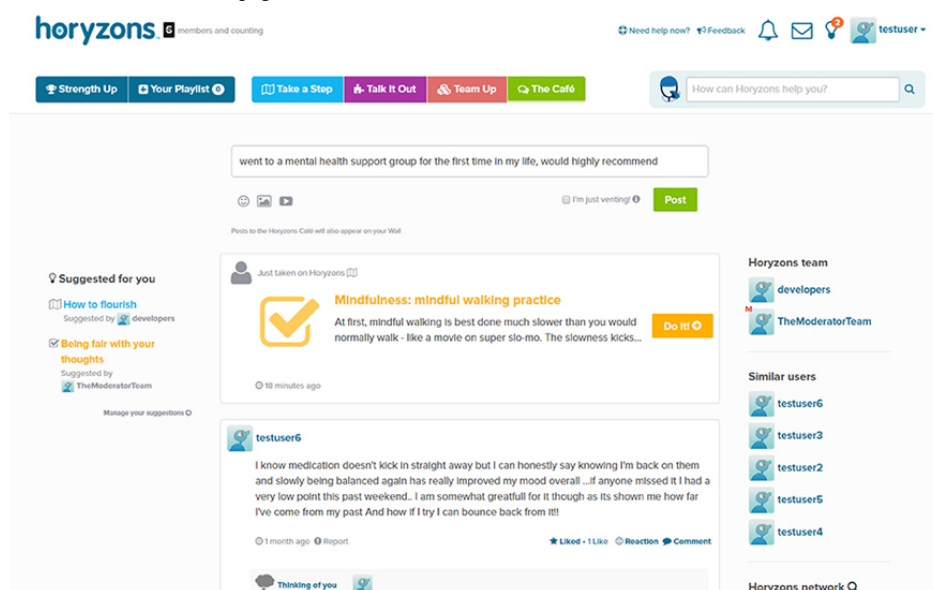 horyzons. G members and counting
Need help now? Feedback 2 testuser
Strength Up Your Playlist 6 Take a Step Talk It Out Team Up The Café How can Horyzons help you?
went to a mental health support group for the first time in my life, would highly recommend
I'm just venting! Post
Posts to the Horyzons Café will also appear on your Wall
Suggested for you
How to flourish
Suggested by developers
Being fair with your
thoughts
Suggested by
TheModeratorTeam
Manage your suggestions
Just taken on Horyzons
Mindfulness: mindful walking practice
At first, mindful walking is best done much slower than you would
normally walk - like a movie on super slo-mo. The slowness kicks...
Do it!
18 minutes ago
testuser6
I know medication doesn't kick in straight away but I can honestly say knowing I'm back on them
and slowly being balanced again has really improved my mood overall ...if anyone missed it I had a
very low point this past weekend.. I am somewhat greatfull for it though as its shown me how far
I've come from my past And how if I try I can bounce back from it!!
1 month ago Report Liked • 1 Like Reaction Comment
Thinking of you
Horyzons team
developers
M
TheModeratorTeam
Similar users
testuser6
testuser3
testuser2
testuser5
testuser4
Horyzons network